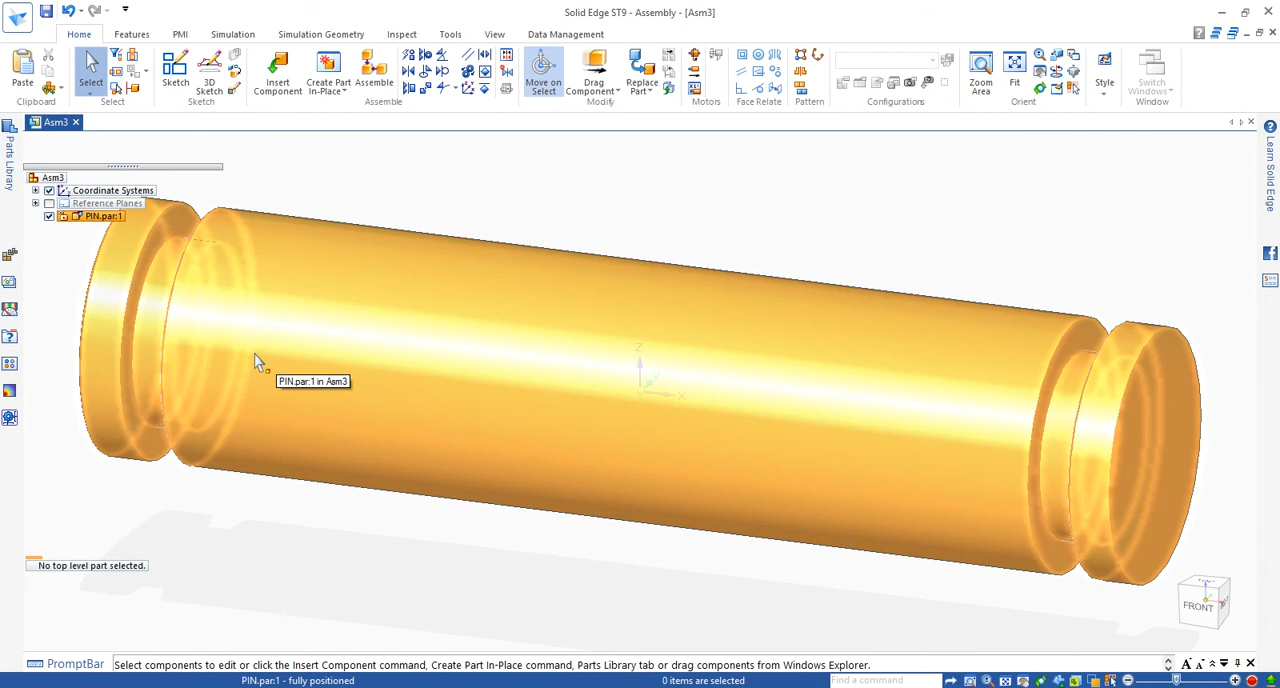 Solid Edge ST9 - Assembly - [Asm3]
Home Features PMI Simulation Simulation Geometry Inspect Tools View Data Management
Paste Select Sketch 3D Sketch Insert Component Create Part In-Place Assemble Move on Select Drag Component Replace Part Zoom Area Fit Style Switch Windows
Clipboard Select Sketch Assemble Modify Motors Face Relate Pattern Configurations Orient Window
Asm3
Parts Library
Learn Solid Edge
Asm3
Coordinate Systems
Reference Planes
PIN.par:1
Z
Y
X
PIN.par:1 in Asm3
No top level part selected.
FRONT
PromptBar Select components to edit or click the Insert Component command, Create Part In-Place command, Parts Library tab or drag components from Windows Explorer.
PIN.par:1 - fully positioned 0 items are selected Find a command